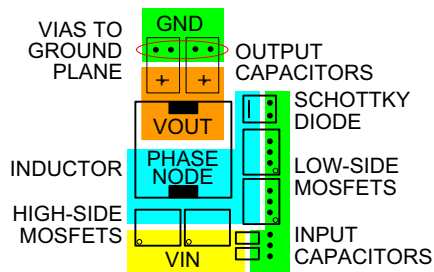 VIAS TO
GROUND
PLANE
GND
OUTPUT
CAPACITORS
+ +
VOUT
SCHOTTKY
DIODE
INDUCTOR
PHASE
NODE
LOW-SIDE
MOSFETS
HIGH-SIDE
MOSFETS
VIN
INPUT
CAPACITORS